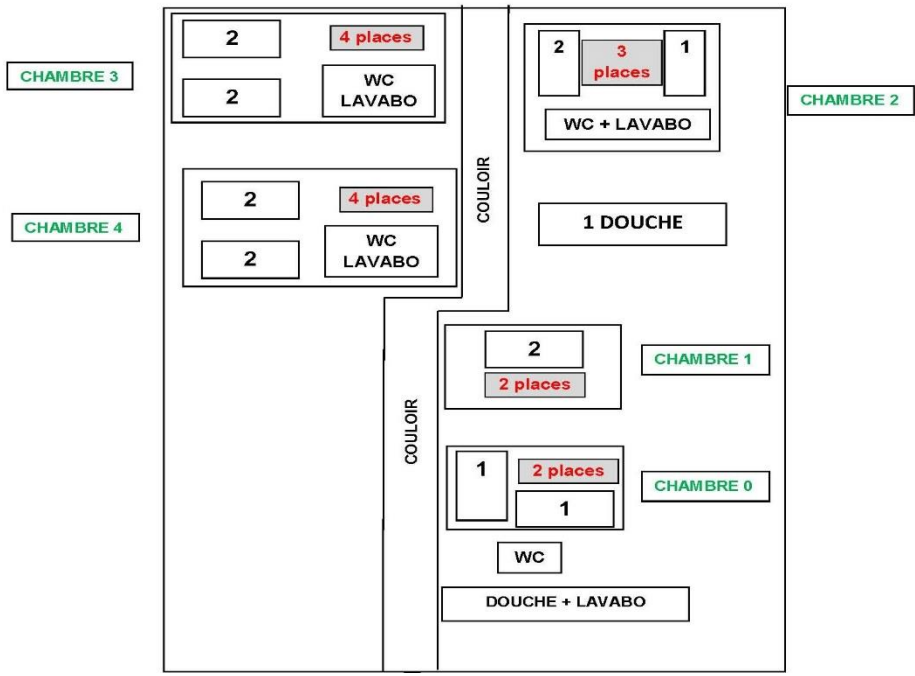 CHAMBRE 3
2
4 places
2
WC
LAVABO
CHAMBRE 4
2
4 places
2
WC
LAVABO
COULOIR
2
3
places
1
WC + LAVABO
CHAMBRE 2
1 DOUCHE
COULOIR
2
2 places
CHAMBRE 1
1
2 places
1
CHAMBRE 0
WC
DOUCHE + LAVABO